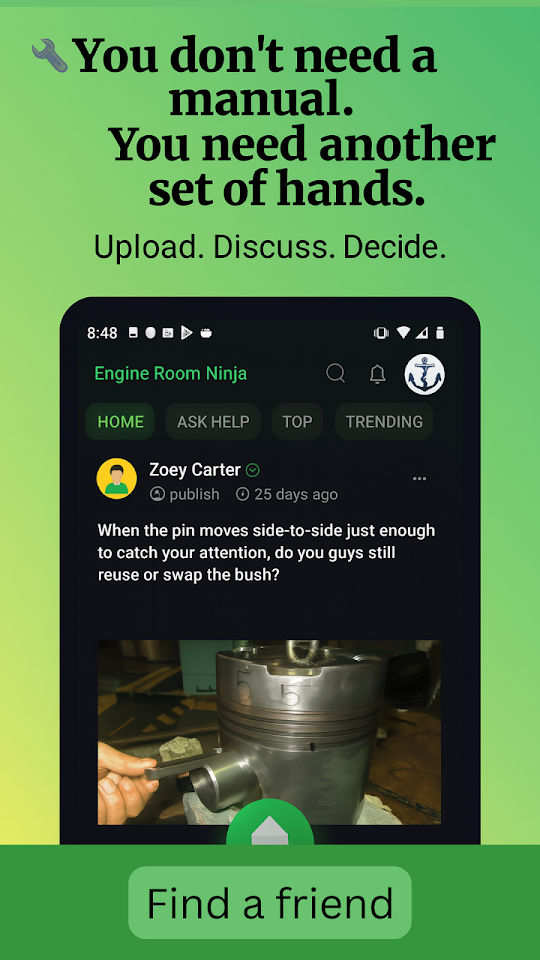 You don't need a
manual.
You need another
set of hands.
Upload. Discuss. Decide.
8:48
Engine Room Ninja
HOME
ASK HELP
TOP
TRENDING
Zoey Carter
publish
25 days ago
When the pin moves side-to-side just enough
to catch your attention, do you guys still
reuse or swap the bush?
5 5
Find a friend